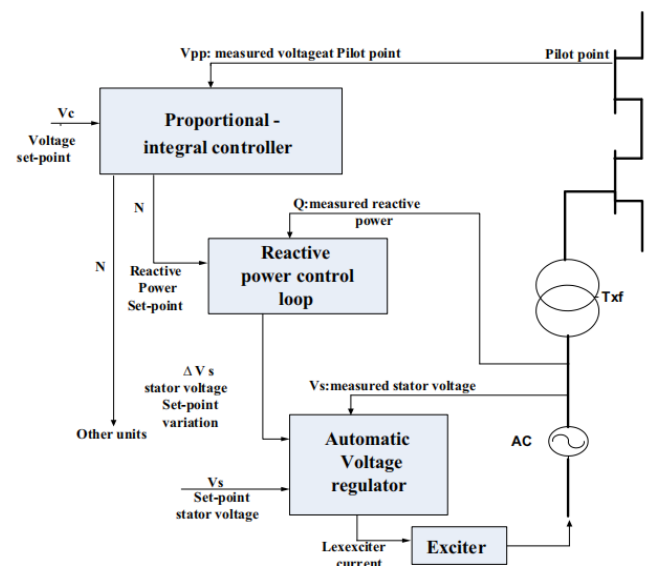 Vpp: measured voltageat Pilot point
Pilot point
Vc
Voltage
set-point
Proportional -
integral controller
N
N
Q:measured reactive
power
Reactive
Power
Set-point
Reactive
power control
loop
Txf
Δ V s
stator voltage
Set-point
variation
Vs:measured stator voltage
Other units
Automatic
Voltage
regulator
AC
Vs
Set-point
stator voltage
Lexexciter
current
Exciter